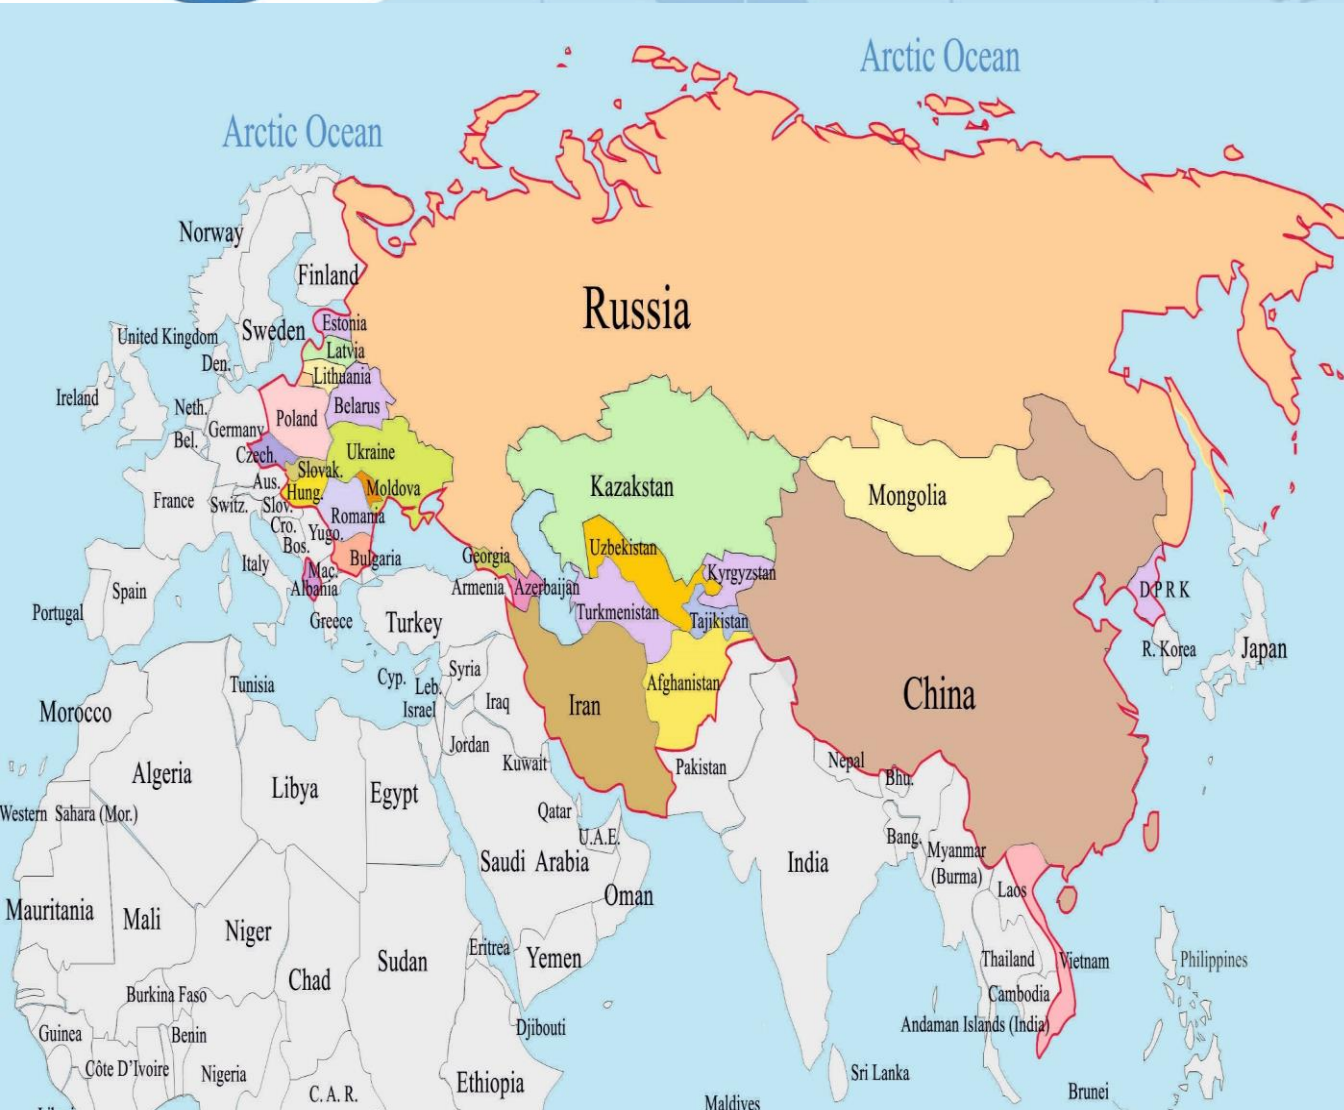 Arctic Ocean
Arctic Ocean
Norway
Finland
Russia
Sweden
Estonia
United Kingdom
Latvia
Den.
Lithuania
Ireland
Neth.
Belarus
Poland
Germany
Bel.
Czech.
Ukraine
Slovak.
Aus.
Kazakstan
Hung.
Moldova
Mongolia
France
Switz.
Slov.
Romania
Cro.
Yugo.
Bos.
Uzbekistan
Georgia
Bulgaria
Italy
Mac.
Kyrgyzstan
Albania
Armenia
Azerbaijan
D P R K
Spain
Portugal
Turkmenistan
Greece
Turkey
Tajikistan
R. Korea
Japan
Syria
Cyp.
Tunisia
Leb.
Afghanistan
China
Iraq
Iran
Israel
Morocco
Jordan
Kuwait
Pakistan
Nepal
Algeria
Bhu.
Libya
Egypt
Qatar
Western Sahara (Mor.)
U.A.E.
Bang.
Myanmar
(Burma)
Saudi Arabia
India
Laos
Oman
Mauritania
Mali
Niger
Eritrea
Yemen
Sudan
Thailand
Vietnam
Philippines
Chad
Burkina Faso
Cambodia
Andaman Islands (India)
Djibouti
Guinea
Benin
Côte D'Ivoire
Nigeria
Sri Lanka
Ethiopia
C. A. R.
Brunei
Maldives